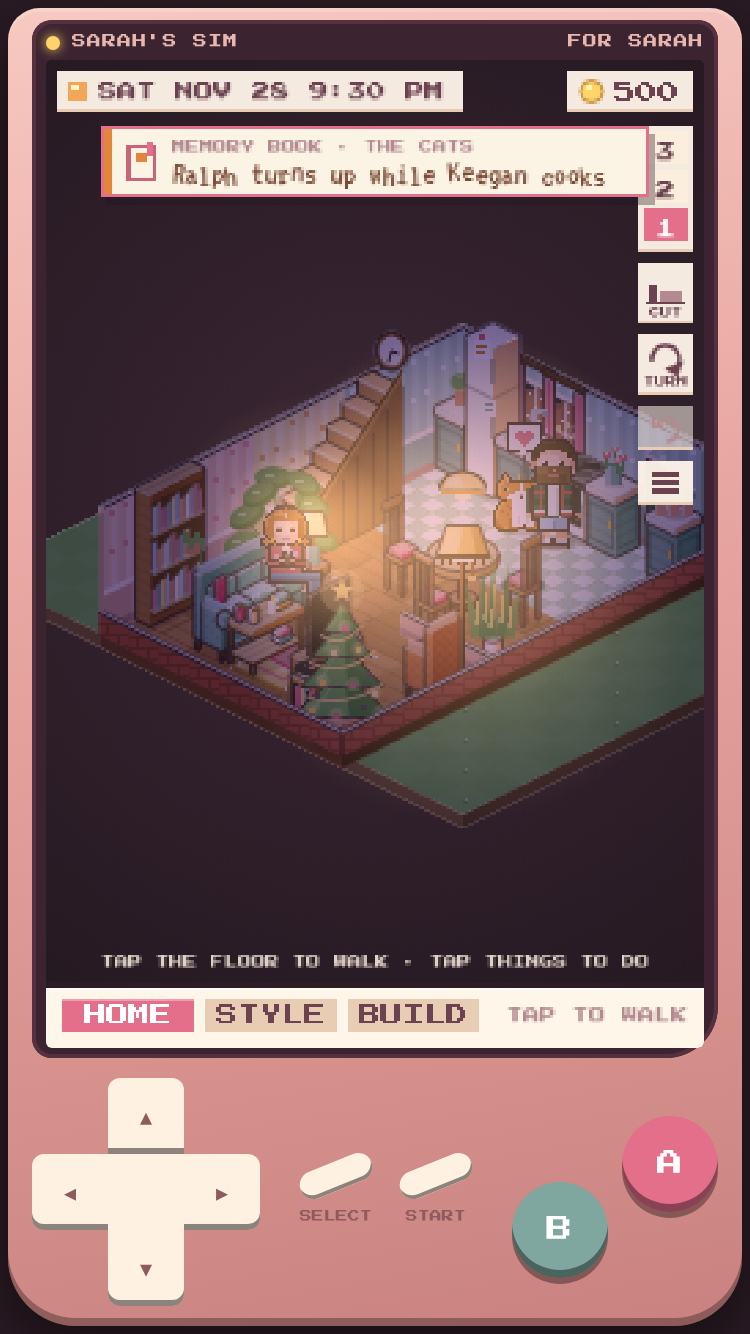 SARAH'S SIM
FOR SARAH
SAT NOV 28 9:30 PM
500
MEMORY BOOK - THE CATS
Ralph turns up while Keegan cooks
3
2
1
CUT
TURN
TAP THE FLOOR TO WALK - TAP THINGS TO DO
HOME
STYLE
BUILD
TAP TO WALK
SELECT
START
B
A